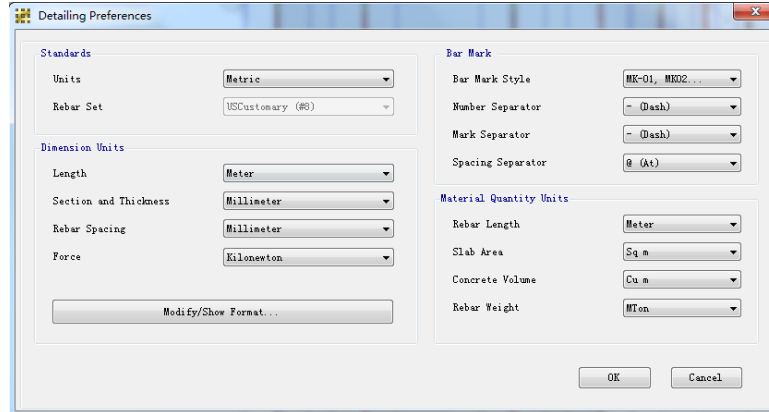 Detailing Preferences
Standards
Units Metric
Rebar Set USCustomary (#8)
Dimension Units
Length Meter
Section and Thickness Millimeter
Rebar Spacing Millimeter
Force Kilonewton
Modify/Show Format...
Bar Mark
Bar Mark Style MK-01, MK02...
Number Separator - (Dash)
Mark Separator - (Dash)
Spacing Separator @ (At)
Material Quantity Units
Rebar Length Meter
Slab Area Sq m
Concrete Volume Cu m
Rebar Weight MTon
OK Cancel